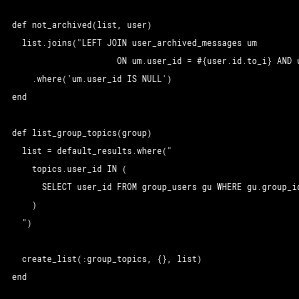 def not_archived(list, user)
list.joins("LEFT JOIN user_archived_messages um
ON um.user_id = #{user.id.to_i} AND
.where('um.user_id IS NULL')
end
def list_group_topics(group)
list = default_results.where("
topics.user_id IN (
SELECT user_id FROM group_users gu WHERE
)
")
create_list(:group_topics, {}, list)
end